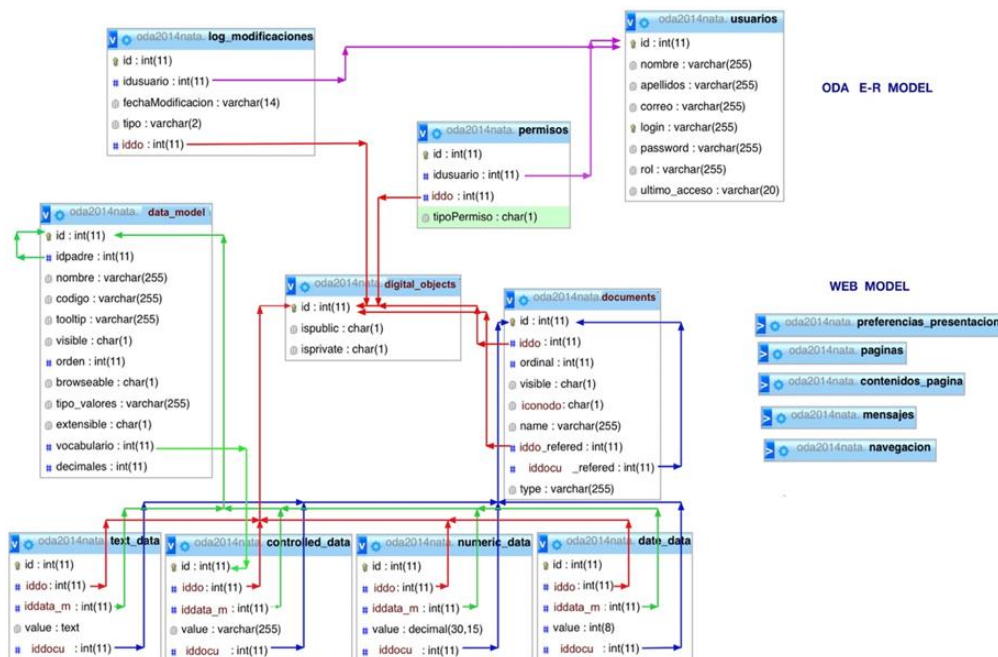 oda2014nata. log_modificaciones
id : int(11)
idusuario : int(11)
fechaModificacion : varchar(14)
tipo : varchar(2)
iddo : int(11)
oda2014nata. usuarios
id : int(11)
nombre : varchar(255)
apellidos : varchar(255)
correo : varchar(255)
login : varchar(255)
password : varchar(255)
rol : varchar(255)
ultimo_acceso : varchar(20)
ODA E-R MODEL
oda2014nata. permisos
id : int(11)
idusuario : int(11)
iddo : int(11)
tipoPermiso : char(1)
oda2014nata. data_model
id : int(11)
idpadre : int(11)
nombre : varchar(255)
codigo : varchar(255)
tooltip : varchar(255)
visible : char(1)
orden : int(11)
browseable : char(1)
tipo_valores : varchar(255)
extensible : char(1)
vocabulario : int(11)
decimales : int(11)
oda2014nata. digital_objects
id : int(11)
ispublic : char(1)
isprivate : char(1)
oda2014nata. documents
id : int(11)
iddo : int(11)
ordinal : int(11)
visible : char(1)
iconodo: char(1)
name : varchar(255)
iddo_refered : int(11)
iddocu _refered : int(11)
type : varchar(255)
WEB MODEL
oda2014nata. preferencias_presentacion
oda2014nata. paginas
oda2014nata. contenidos_pagina
oda2014nata. mensajes
oda2014nata. navegacion
oda2014nata. text_data
id : int(11)
iddo: int(11)
iddata_m : int(11)
value : text
iddocu : int(11)
oda2014nata. controlled_data
id : int(11)
iddo: int(11)
iddata_m : int(11)
value : varchar(255)
iddocu : int(11)
oda2014nata. numeric_data
id : int(11)
iddo: int(11)
iddata_m : int(11)
value : decimal(30,15)
iddocu : int(11)
oda2014nata. date_data
id : int(11)
iddo: int(11)
iddata_m : int(11)
value : int(8)
iddocu : int(11)